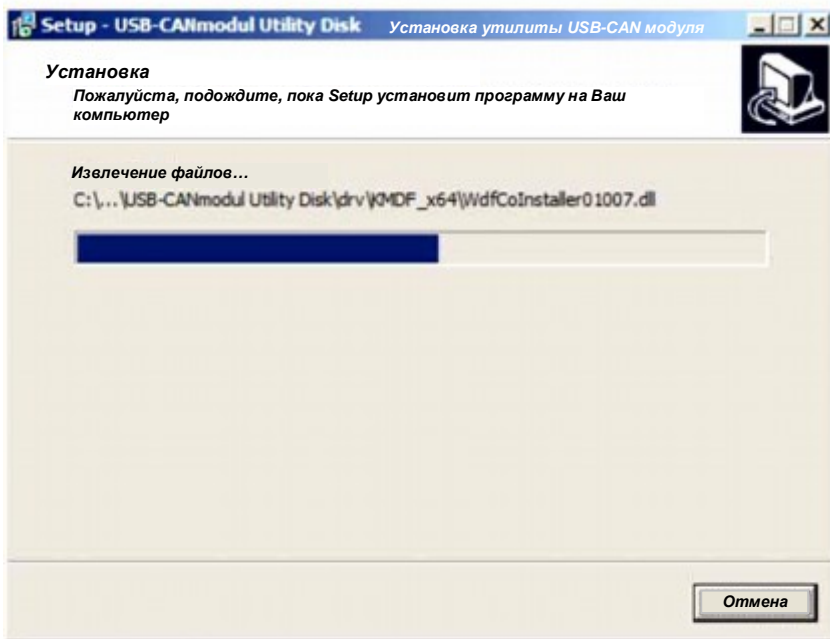 Setup - USB-CANmodul Utility Disk Установка утилиты USB-CAN модуля
Установка
Пожалуйста, подождите, пока Setup установит программу на Ваш
компьютер
Извлечение файлов…
C:\...\USB-CANmodul Utility Disk\drv\KMDF_x64\WdfCoInstaller01007.dll
Отмена